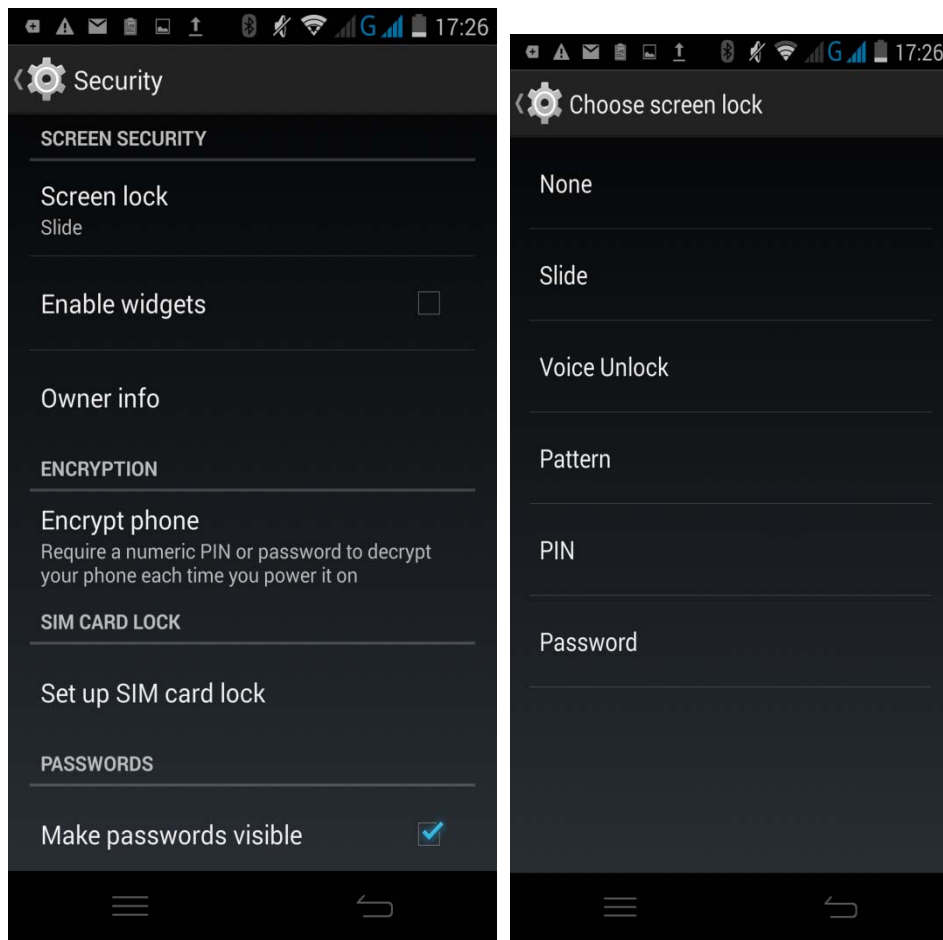 G 17:26
Security
SCREEN SECURITY
Screen lock
Slide
Enable widgets
Owner info
ENCRYPTION
Encrypt phone
Require a numeric PIN or password to decrypt
your phone each time you power it on
SIM CARD LOCK
Set up SIM card lock
PASSWORDS
Make passwords visible
G 17:26
Choose screen lock
None
Slide
Voice Unlock
Pattern
PIN
Password